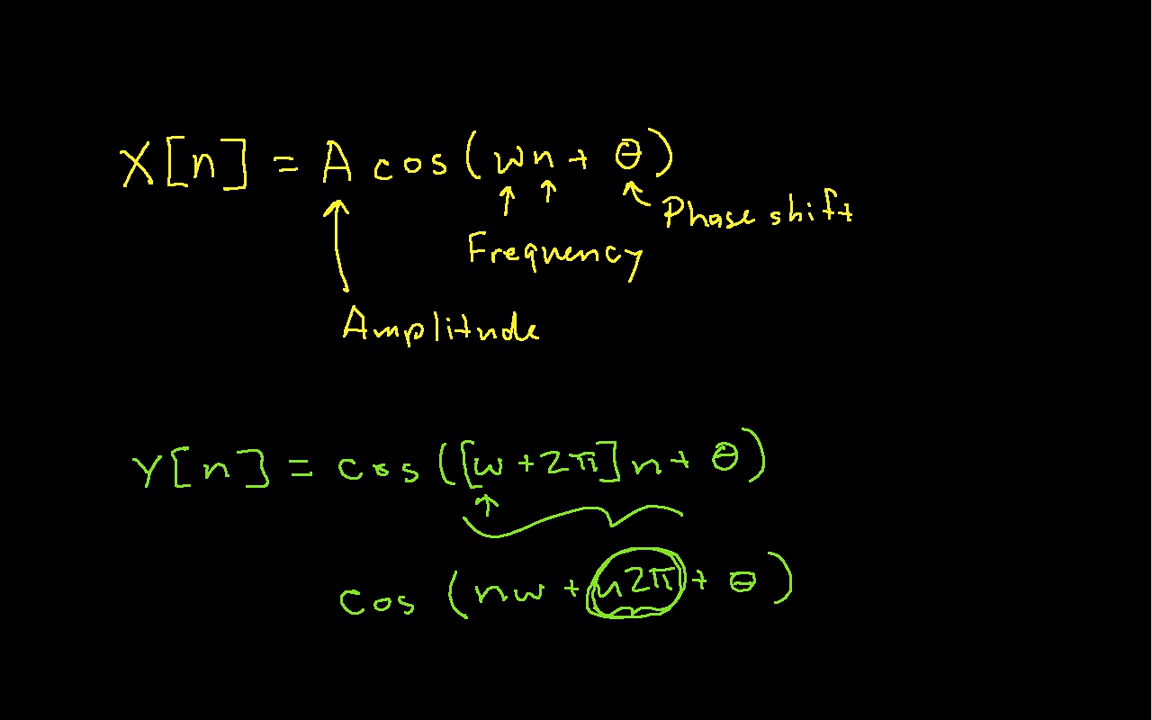 X[n] = A cos(wn + θ)
Phase shift
Frequency
Amplitude
Y[n] = cos([w + 2π]n + θ)
cos (nw + n2π + θ)